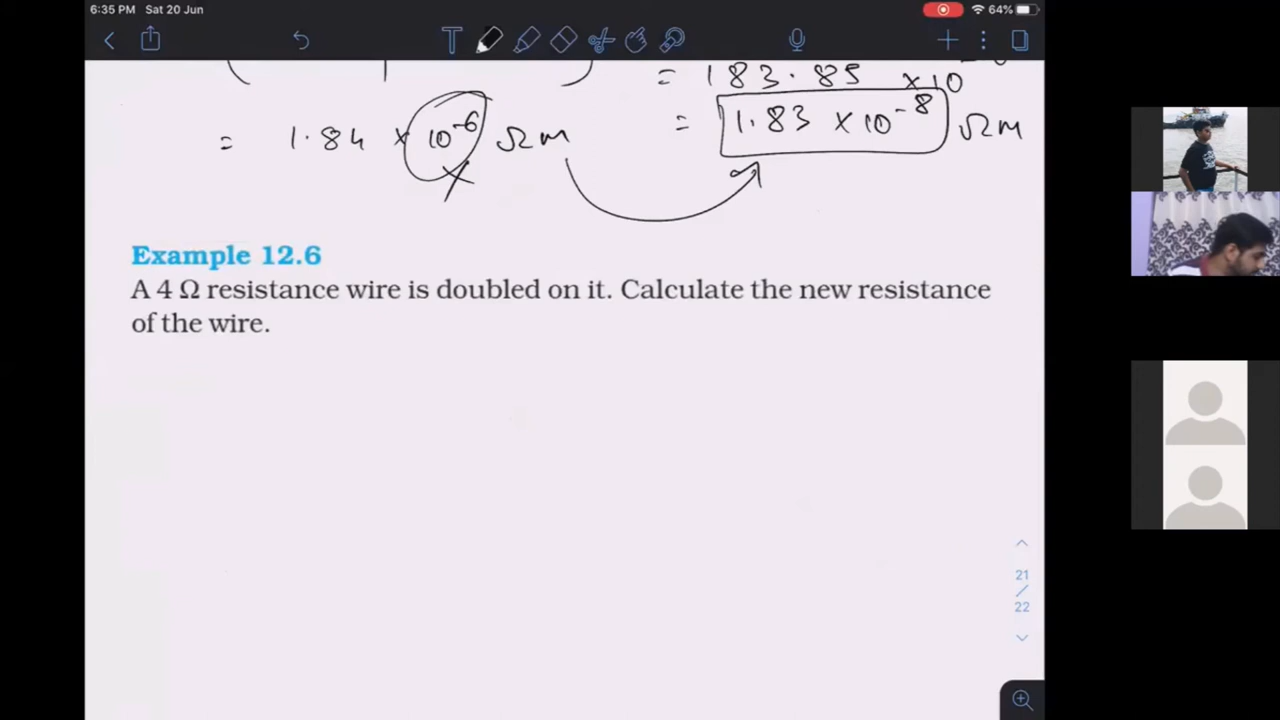 6:35 PM Sat 20 Jun
64%
T
= 183.85 ×10
= 1.84 × 10⁻⁶ Ωm
= 1.83 × 10⁻⁸ Ωm
Example 12.6
A 4 Ω resistance wire is doubled on it. Calculate the new resistance
of the wire.
21
/
22